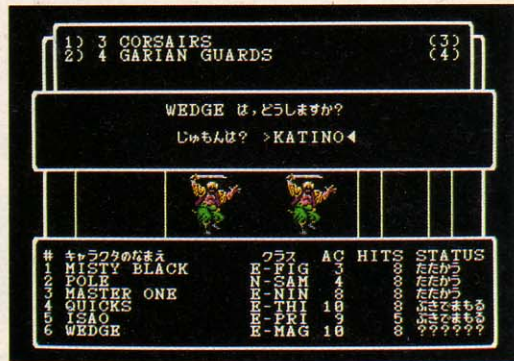 1) 3 CORSAIRS (3)
2) 4 GARIAN GUARDS (4)
WEDGE は,どうしますか?
じゅもんは? >KATINO◀
# キャラクタのなまえ クラス AC HITS STATUS
1 MISTY BLACK E-FIG 3 8 たたかう
2 POLE N-SAM 4 8 たたかう
3 MASTER ONE E-NIN 8 8 たたかう
4 QUICKS E-THI 10 8 ぶきでまもる
5 ISAO E-PRI 9 5 ぶきでまもる
6 WEDGE E-MAG 10 8 ??????